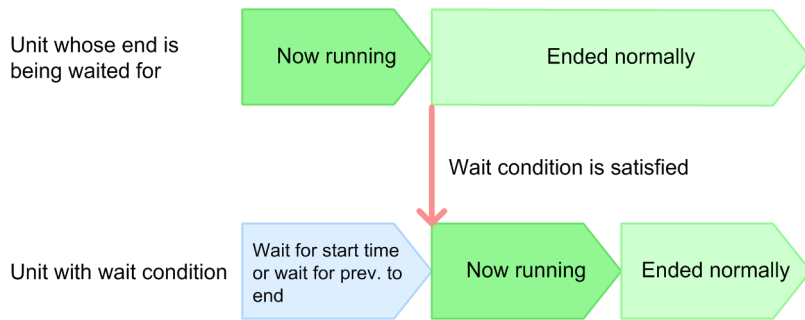 Unit whose end is
being waited for
Now running
Ended normally
Wait condition is satisfied
Unit with wait condition
Wait for start time
or wait for prev. to
end
Now running
Ended normally